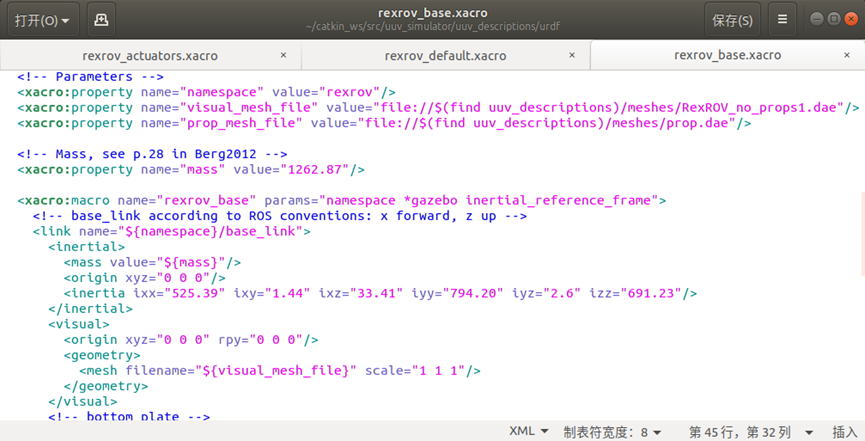 打开(O)
rexrov_base.xacro
~/catkin_ws/src/uuv_simulator/uuv_descriptions/urdf
保存(S)
rexrov_actuators.xacro ×
rexrov_default.xacro ×
rexrov_base.xacro ×
<!-- Parameters -->
<xacro:property name="namespace" value="rexrov"/>
<xacro:property name="visual_mesh_file" value="file://$(find uuv_descriptions)/meshes/RexROV_no_props1.dae"/>
<xacro:property name="prop_mesh_file" value="file://$(find uuv_descriptions)/meshes/prop.dae"/>
<!-- Mass, see p.28 in Berg2012 -->
<xacro:property name="mass" value="1262.87"/>
<xacro:macro name="rexrov_base" params="namespace *gazebo inertial_reference_frame">
<!-- base_link according to ROS conventions: x forward, z up -->
<link name="${namespace}/base_link">
<inertial>
<mass value="${mass}"/>
<origin xyz="0 0 0"/>
<inertia ixx="525.39" ixy="1.44" ixz="33.41" iyy="794.20" iyz="2.6" izz="691.23"/>
</inertial>
<visual>
<origin xyz="0 0 0" rpy="0 0 0"/>
<geometry>
<mesh filename="${visual_mesh_file}" scale="1 1 1"/>
</geometry>
</visual>
<!-- bottom plate -->
XML 制表符宽度：8 第 45 行，第 32 列 插入